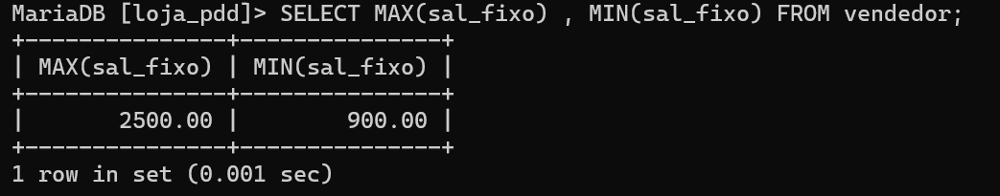 MariaDB [loja_pdd]> SELECT MAX(sal_fixo) , MIN(sal_fixo) FROM vendedor;
+---------------+---------------+
| MAX(sal_fixo) | MIN(sal_fixo) |
+---------------+---------------+
|       2500.00 |        900.00 |
+---------------+---------------+
1 row in set (0.001 sec)